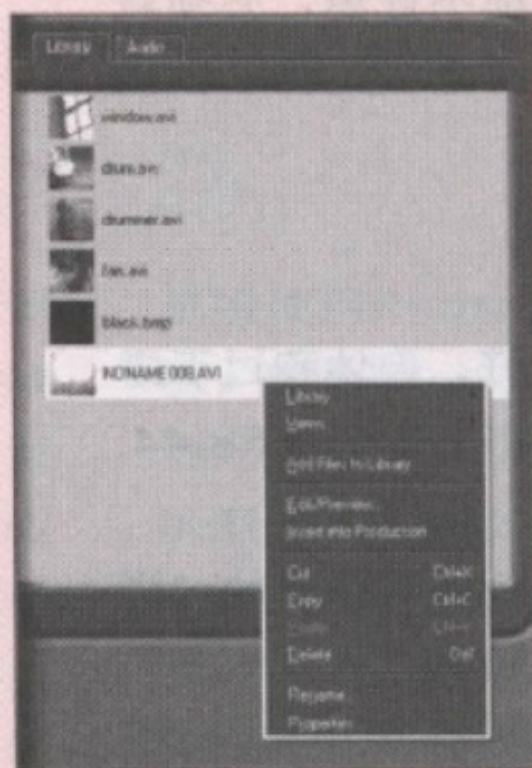 Library Audio
window.avi
drum.avi
drummer.avi
fan.avi
black.bmp
NONAME 008.AVI
Library
Views
Add Files to Library
Edit/Preview...
Insert into Production
Cut Ctrl+X
Copy Ctrl+C
Delete Del
Rename
Properties